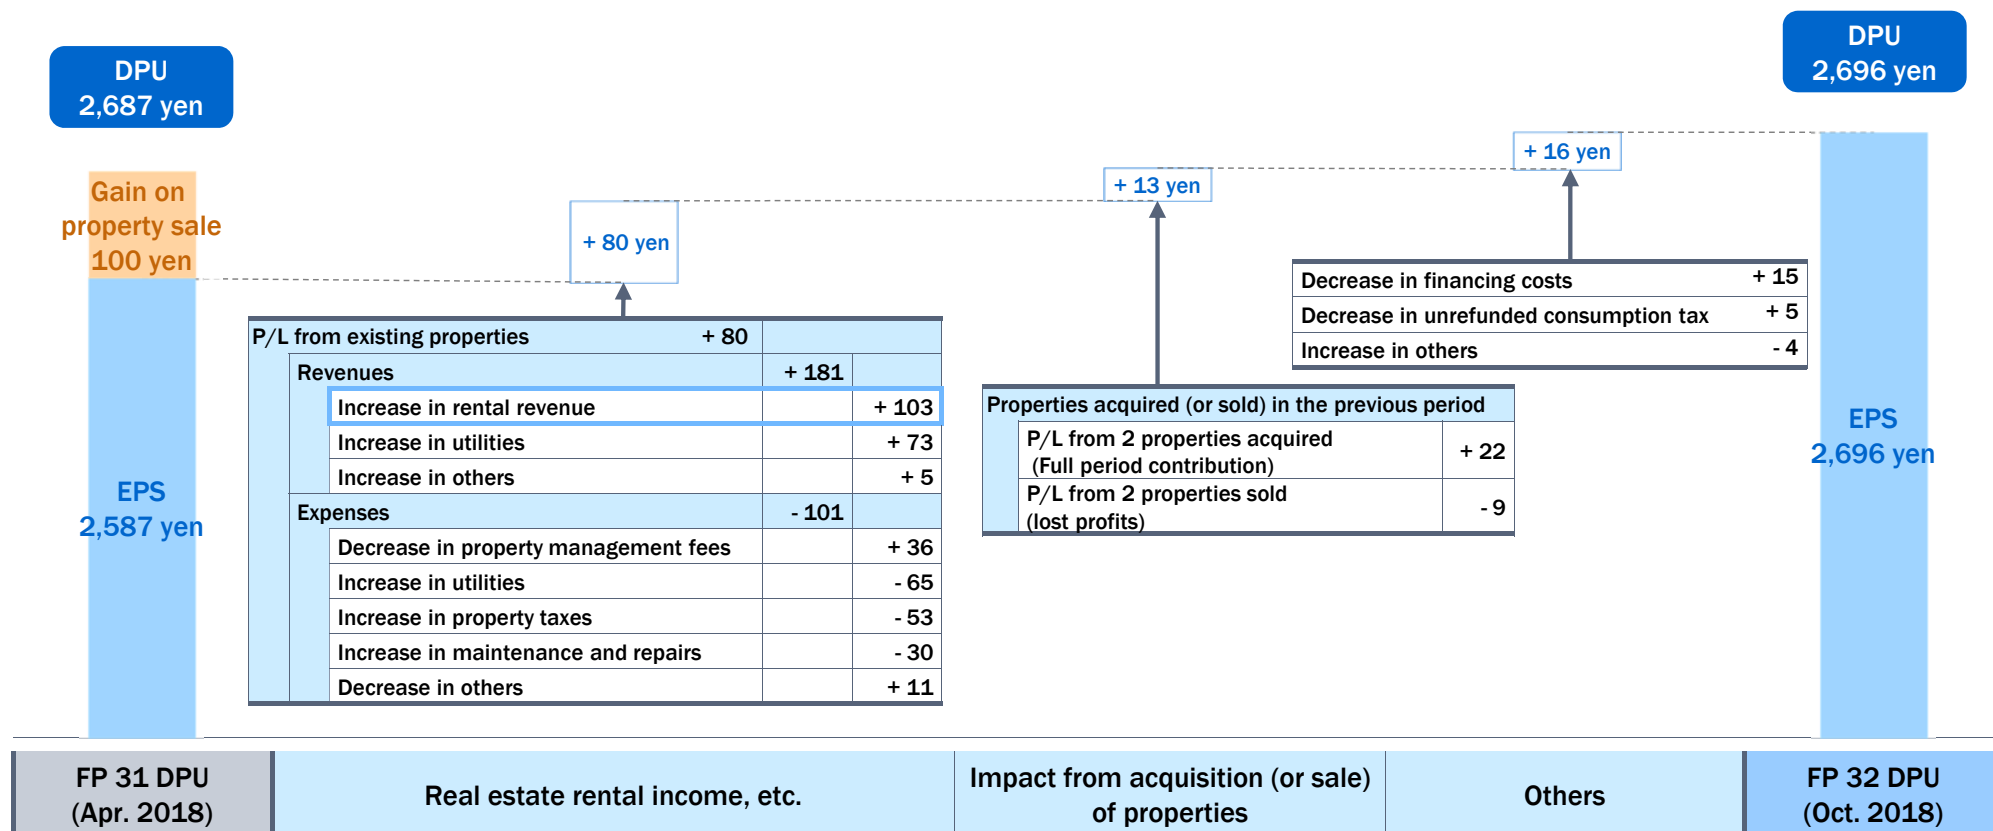 DPU
2,687 yen
Gain on
property sale
100 yen
EPS
2,587 yen
+ 80 yen
P/L from existing properties + 80
Revenues + 181
Increase in rental revenue + 103
Increase in utilities + 73
Increase in others + 5
Expenses - 101
Decrease in property management fees + 36
Increase in utilities - 65
Increase in property taxes - 53
Increase in maintenance and repairs - 30
Decrease in others + 11
+ 13 yen
Properties acquired (or sold) in the previous period
P/L from 2 properties acquired
(Full period contribution) + 22
P/L from 2 properties sold
(lost profits) - 9
+ 16 yen
Decrease in financing costs + 15
Decrease in unrefunded consumption tax + 5
Increase in others - 4
DPU
2,696 yen
EPS
2,696 yen
FP 31 DPU
(Apr. 2018)
Real estate rental income, etc.
Impact from acquisition (or sale)
of properties
Others
FP 32 DPU
(Oct. 2018)